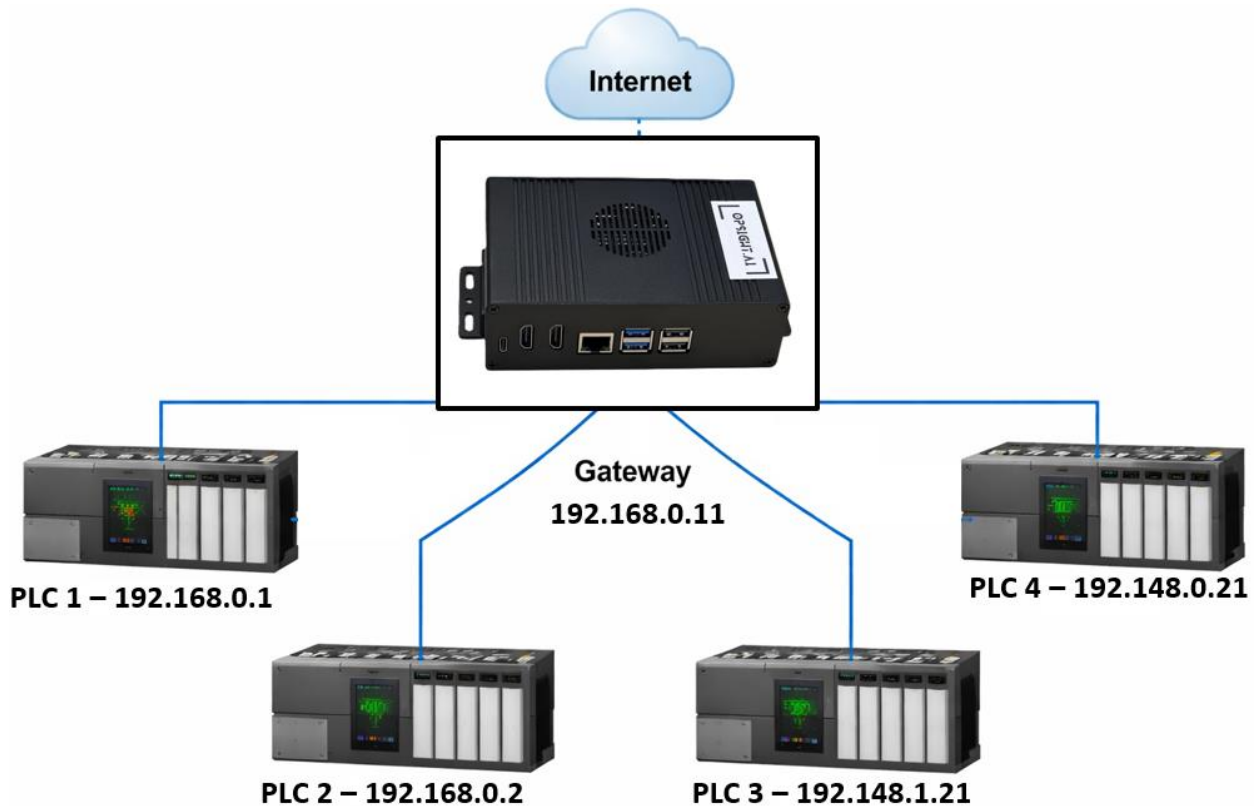 Internet
OPSIGHT.VI
Gateway
192.168.0.11
PLC 1 – 192.168.0.1
PLC 4 – 192.148.0.21
PLC 2 – 192.168.0.2
PLC 3 – 192.148.1.21